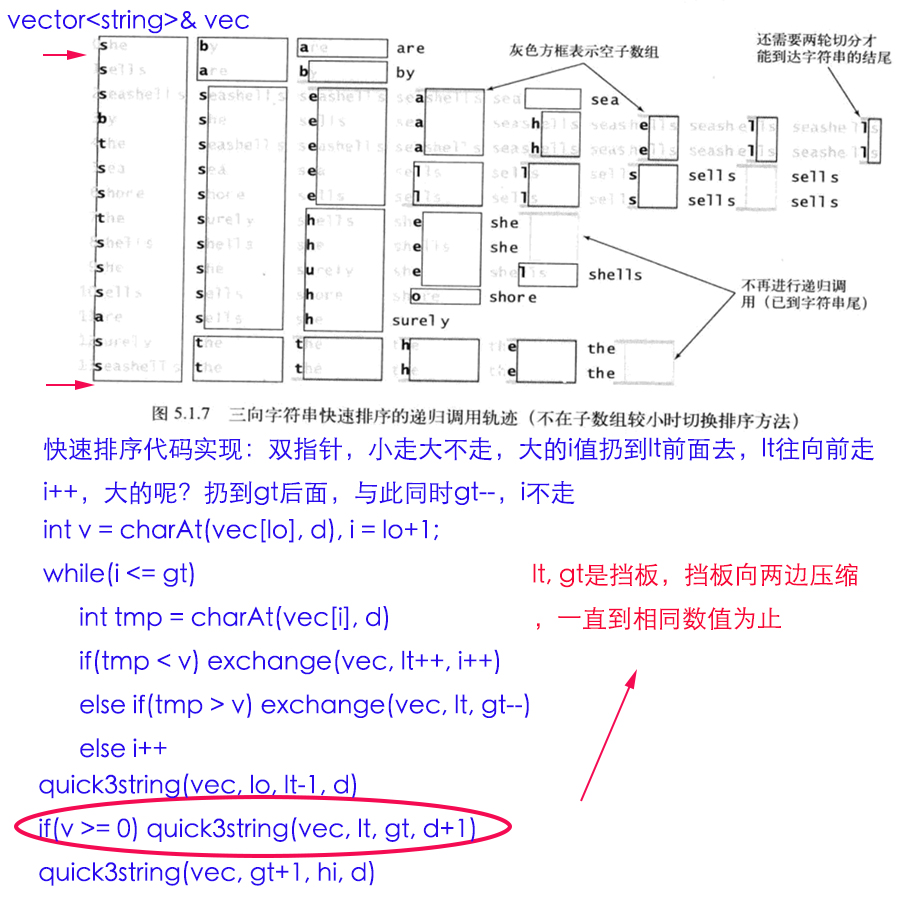 vector<string>& vec
灰色方框表示空子数组
还需要两轮切分才
能到达字符串的结尾
0 she by are are
1 sells are by by
2 seashells seashells seashells seashells sea sea
3 by she sells seashells seashells seashells seashells
4 the seashells seashells seashells seashells seashells seashells
5 sea sea sea sells sells sells sells sells
6 shore shore sells sells sells sells sells sells
7 the surely shells she she
8 shells shells she shells she
9 she she surely she shells shells
10 sells sells shore shore shore
11 are sells she surely
12 surely the the the the the
13 seashells the the the the the
不再进行递归调
用（已到字符串尾）
图 5.1.7 三向字符串快速排序的递归调用轨迹（不在子数组较小时切换排序方法）
快速排序代码实现：双指针，小走大不走，大的i值扔到lt前面去，lt往向前走
i++，大的呢？扔到gt后面，与此同时gt--，i不走
int v = charAt(vec[lo], d), i = lo+1;
while(i <= gt)
int tmp = charAt(vec[i], d)
if(tmp < v) exchange(vec, lt++, i++)
else if(tmp > v) exchange(vec, lt, gt--)
else i++
lt, gt是挡板，挡板向两边压缩
，一直到相同数值为止
quick3string(vec, lo, lt-1, d)
if(v >= 0) quick3string(vec, lt, gt, d+1)
quick3string(vec, gt+1, hi, d)